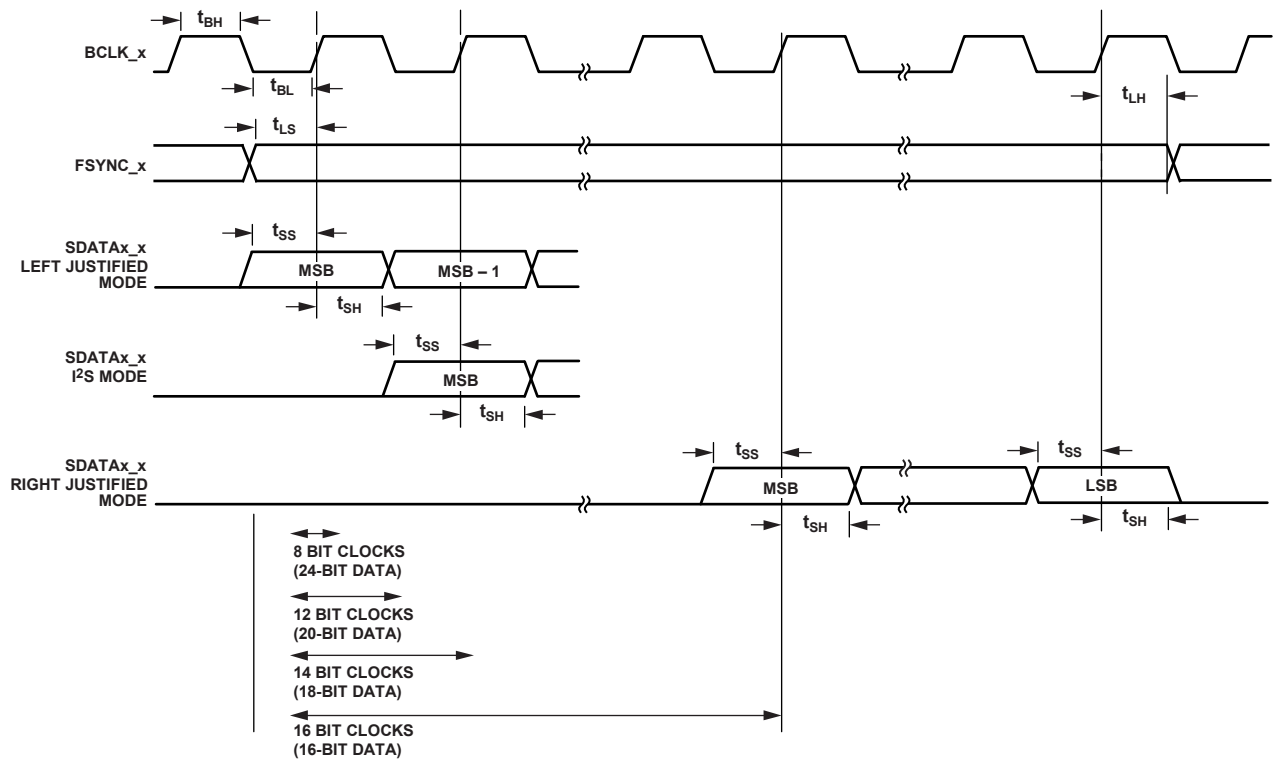 tBH
BCLK_x
tBL
tLH
tLS
FSYNC_x
tSS
SDATAx_x
LEFT JUSTIFIED
MODE
MSB
MSB – 1
tSH
tSS
SDATAx_x
I2S MODE
MSB
tSH
tSS
tSS
SDATAx_x
RIGHT JUSTIFIED
MODE
MSB
LSB
tSH
tSH
8 BIT CLOCKS
(24-BIT DATA)
12 BIT CLOCKS
(20-BIT DATA)
14 BIT CLOCKS
(18-BIT DATA)
16 BIT CLOCKS
(16-BIT DATA)